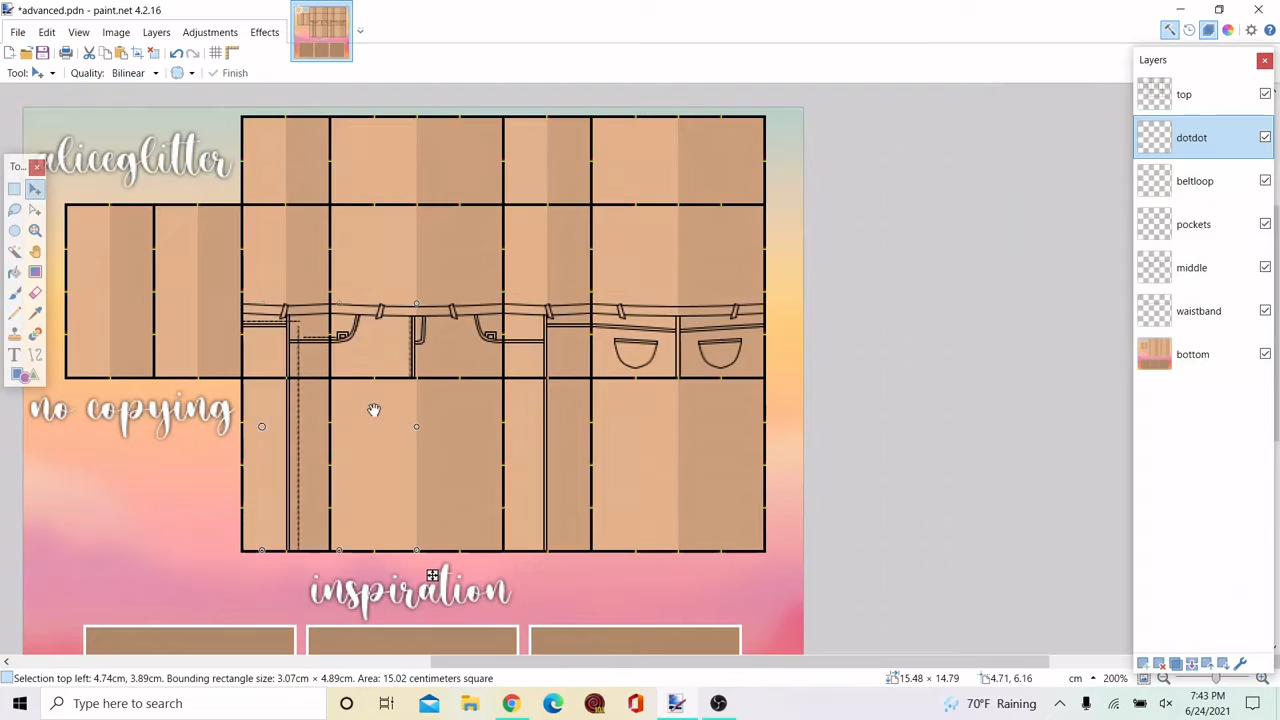 *advanced.pdn - paint.net 4.2.16
File Edit View Image Layers Adjustments Effects
Tool: Quality: Bilinear Finish
Layers
top
dotdot
beltloop
pockets
middle
waistband
bottom
To...
aliceglitter
no copying
inspiration
Selection top left: 4.74cm, 3.89cm. Bounding rectangle size: 3.07cm × 4.89cm. Area: 15.02 centimeters square
15.48 × 14.79
4.71, 6.16
cm
200%
Type here to search
70°F Raining
7:43 PM
6/24/2021